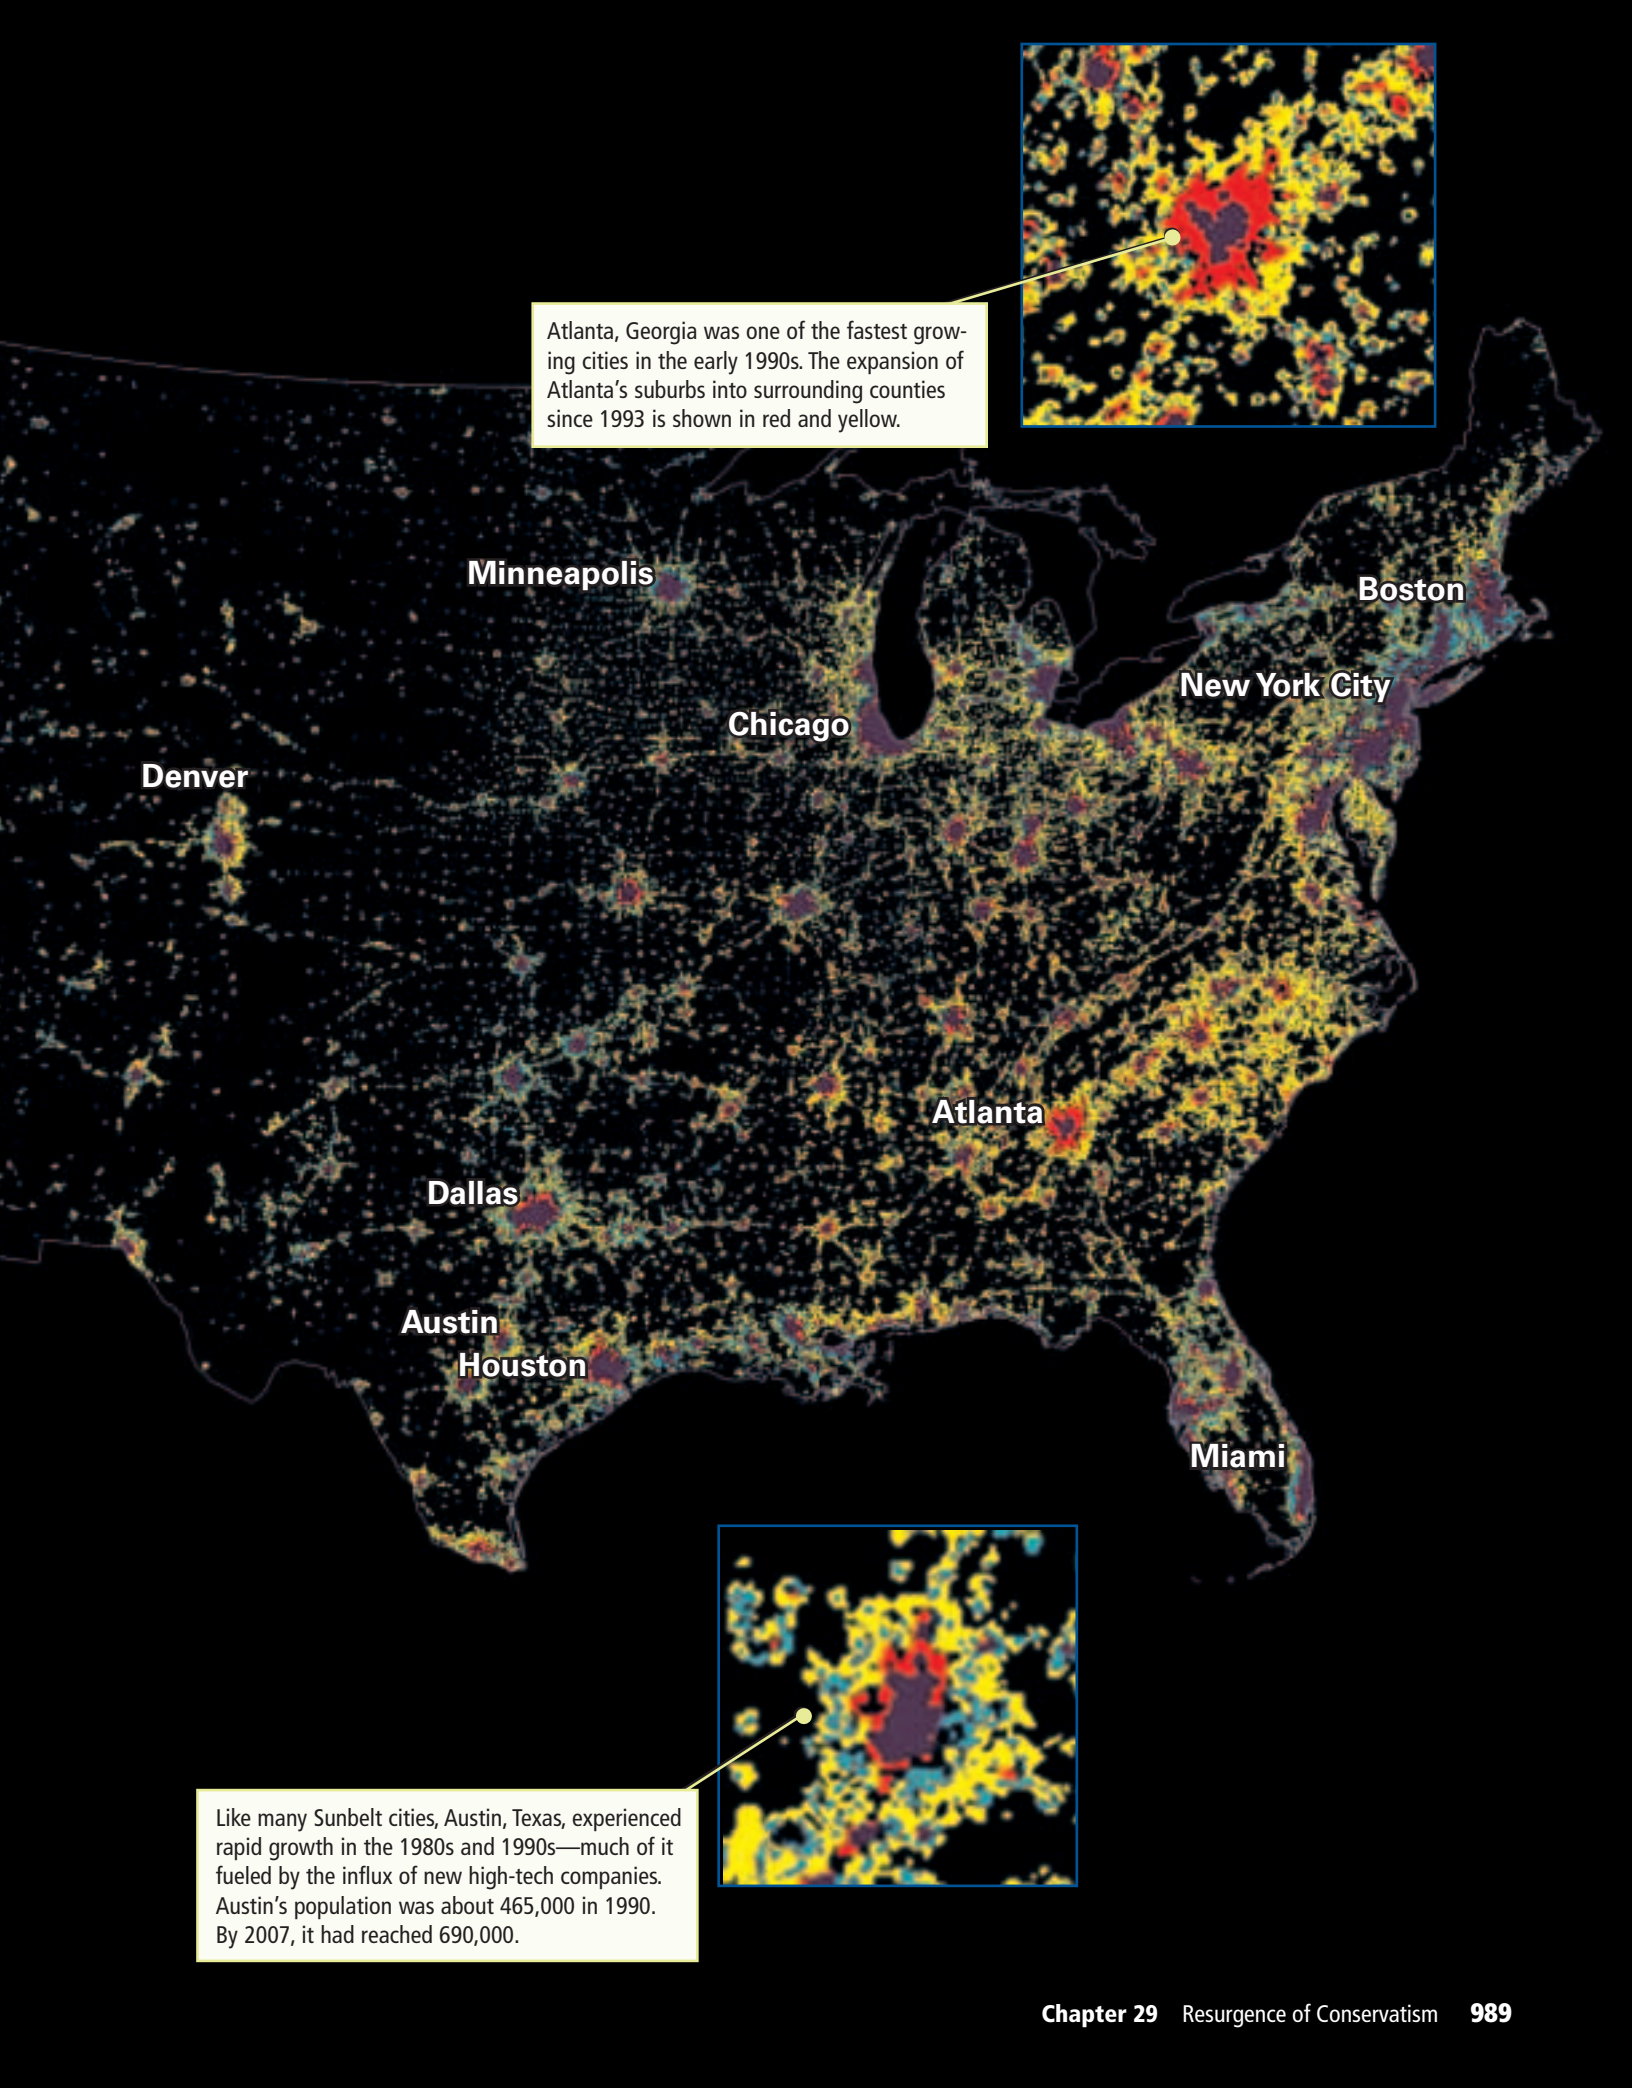 Atlanta, Georgia was one of the fastest grow-
ing cities in the early 1990s. The expansion of
Atlanta's suburbs into surrounding counties
since 1993 is shown in red and yellow.
Minneapolis
Boston
New York City
Chicago
Denver
Atlanta
Dallas
Austin
Houston
Miami
Like many Sunbelt cities, Austin, Texas, experienced
rapid growth in the 1980s and 1990s—much of it
fueled by the influx of new high-tech companies.
Austin's population was about 465,000 in 1990.
By 2007, it had reached 690,000.
Chapter 29 Resurgence of Conservatism 989